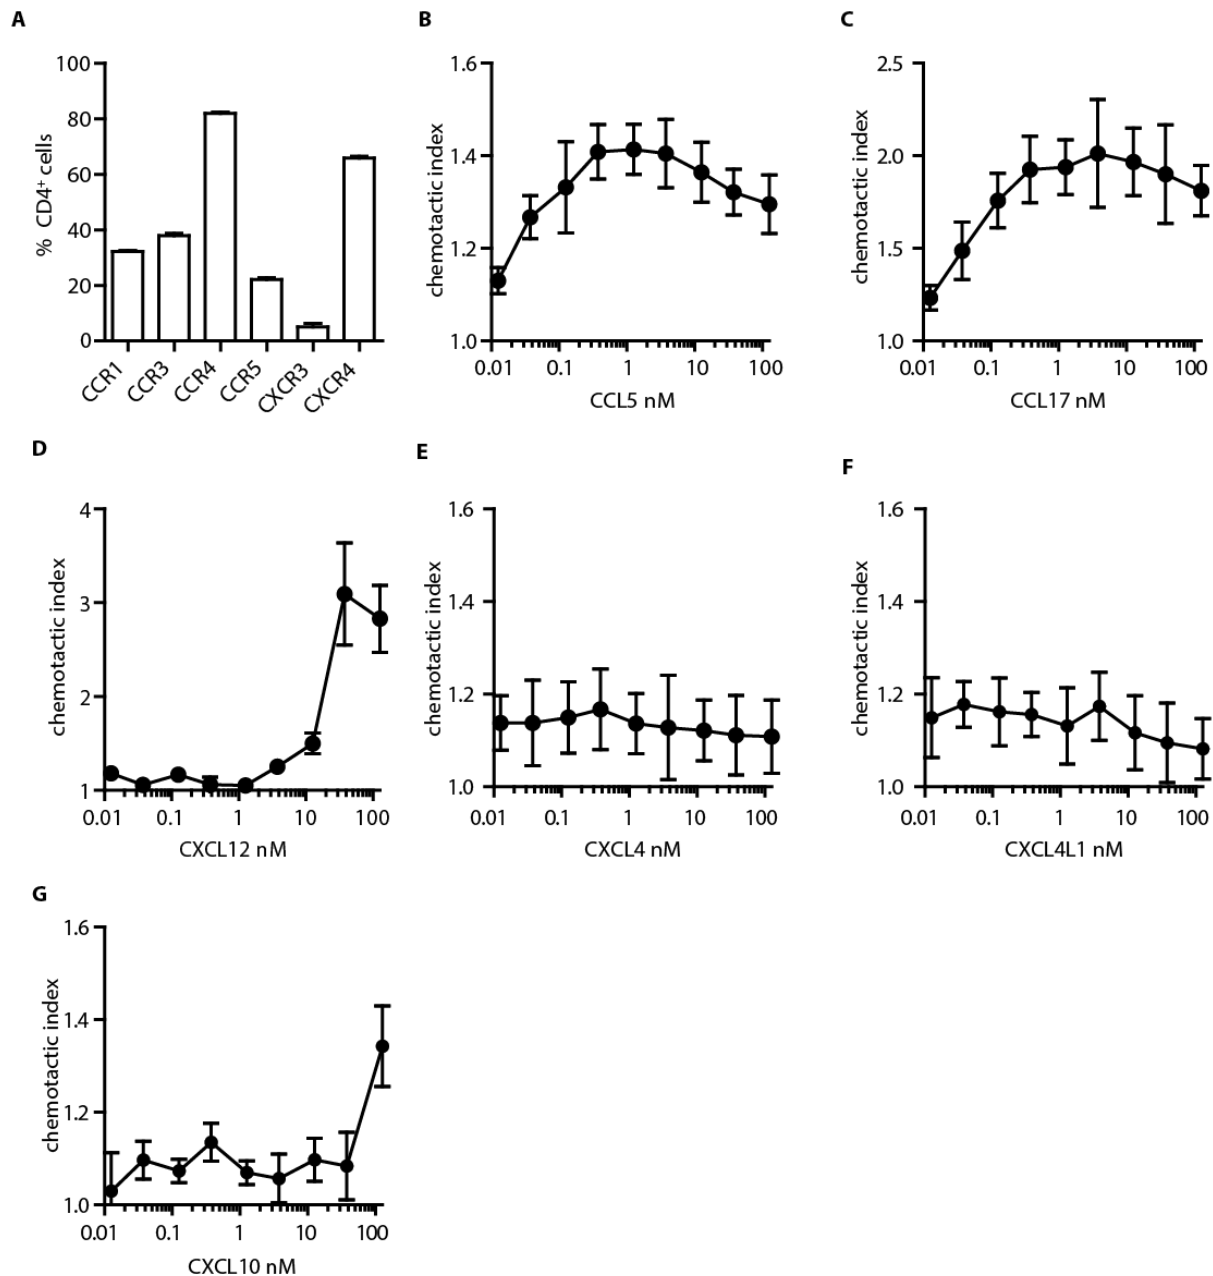 A
B
C
100
80
60
40
20
0
% CD4⁺ cells
CCR1
CCR3
CCR4
CCR5
CXCR3
CXCR4
1.6
1.4
1.2
1.0
chemotactic index
0.01 0.1 1 10 100
CCL5 nM
2.5
2.0
1.5
1.0
chemotactic index
0.01 0.1 1 10 100
CCL17 nM
D
E
F
4
3
2
1
chemotactic index
0.01 0.1 1 10 100
CXCL12 nM
1.6
1.4
1.2
1.0
chemotactic index
0.01 0.1 1 10 100
CXCL4 nM
1.6
1.4
1.2
1.0
chemotactic index
0.01 0.1 1 10 100
CXCL4L1 nM
G
1.6
1.4
1.2
1.0
chemotactic index
0.01 0.1 1 10 100
CXCL10 nM